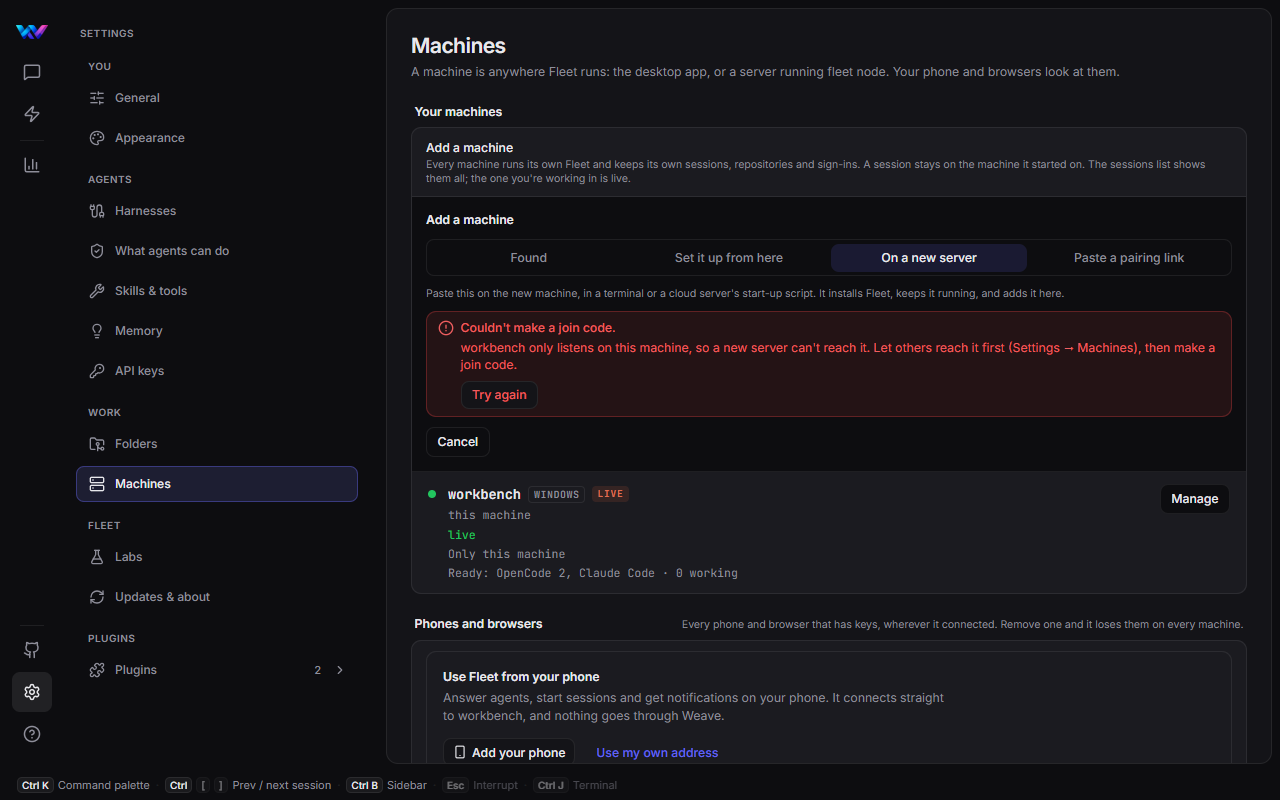 SETTINGS
YOU
General
Appearance
AGENTS
Harnesses
What agents can do
Skills & tools
Memory
API keys
WORK
Folders
Machines
FLEET
Labs
Updates & about
PLUGINS
Plugins 2
Machines
A machine is anywhere Fleet runs: the desktop app, or a server running fleet node. Your phone and browsers look at them.
Your machines
Add a machine
Every machine runs its own Fleet and keeps its own sessions, repositories and sign-ins. A session stays on the machine it started on. The sessions list shows
them all; the one you're working in is live.
Add a machine
Found Set it up from here On a new server Paste a pairing link
Paste this on the new machine, in a terminal or a cloud server's start-up script. It installs Fleet, keeps it running, and adds it here.
Couldn't make a join code.
workbench only listens on this machine, so a new server can't reach it. Let others reach it first (Settings → Machines), then make a
join code.
Try again
Cancel
workbench WINDOWS LIVE
Manage
this machine
live
Only this machine
Ready: OpenCode 2, Claude Code · 0 working
Phones and browsers Every phone and browser that has keys, wherever it connected. Remove one and it loses them on every machine.
Use Fleet from your phone
Answer agents, start sessions and get notifications on your phone. It connects straight
to workbench, and nothing goes through Weave.
Add your phone Use my own address
Ctrl K Command palette · Ctrl [ ] Prev / next session · Ctrl B Sidebar · Esc Interrupt · Ctrl J Terminal